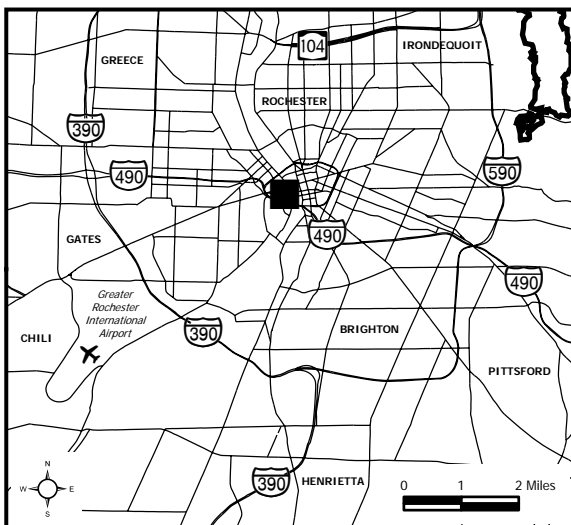 104
IRONDEQUOIT
GREECE
ROCHESTER
390
490
590
GATES
490
490
Greater
Rochester
International
Airport
390
BRIGHTON
CHILI
PITTSFORD
N
W
E
S
390
HENRIETTA
0 1 2 Miles